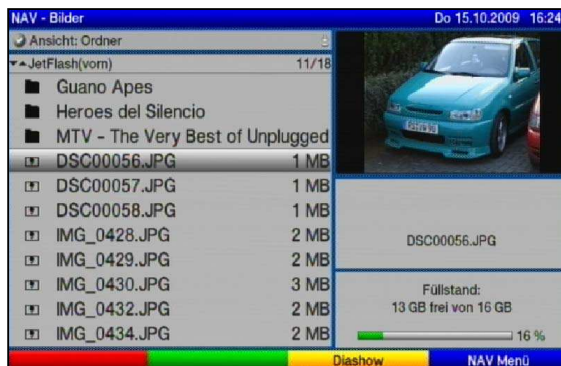 NAV - Bilder
Do 15.10.2009 16:24
Ansicht: Ordner
JetFlash(vorn) 11/18
Guano Apes
Heroes del Silencio
MTV - The Very Best of Unplugged
DSC00056.JPG 1 MB
DSC00057.JPG 1 MB
DSC00058.JPG 1 MB
IMG_0428.JPG 2 MB
IMG_0429.JPG 2 MB
IMG_0430.JPG 3 MB
IMG_0432.JPG 2 MB
IMG_0434.JPG 2 MB
DSC00056.JPG
Füllstand:
13 GB frei von 16 GB
16 %
Diashow
NAV Menü